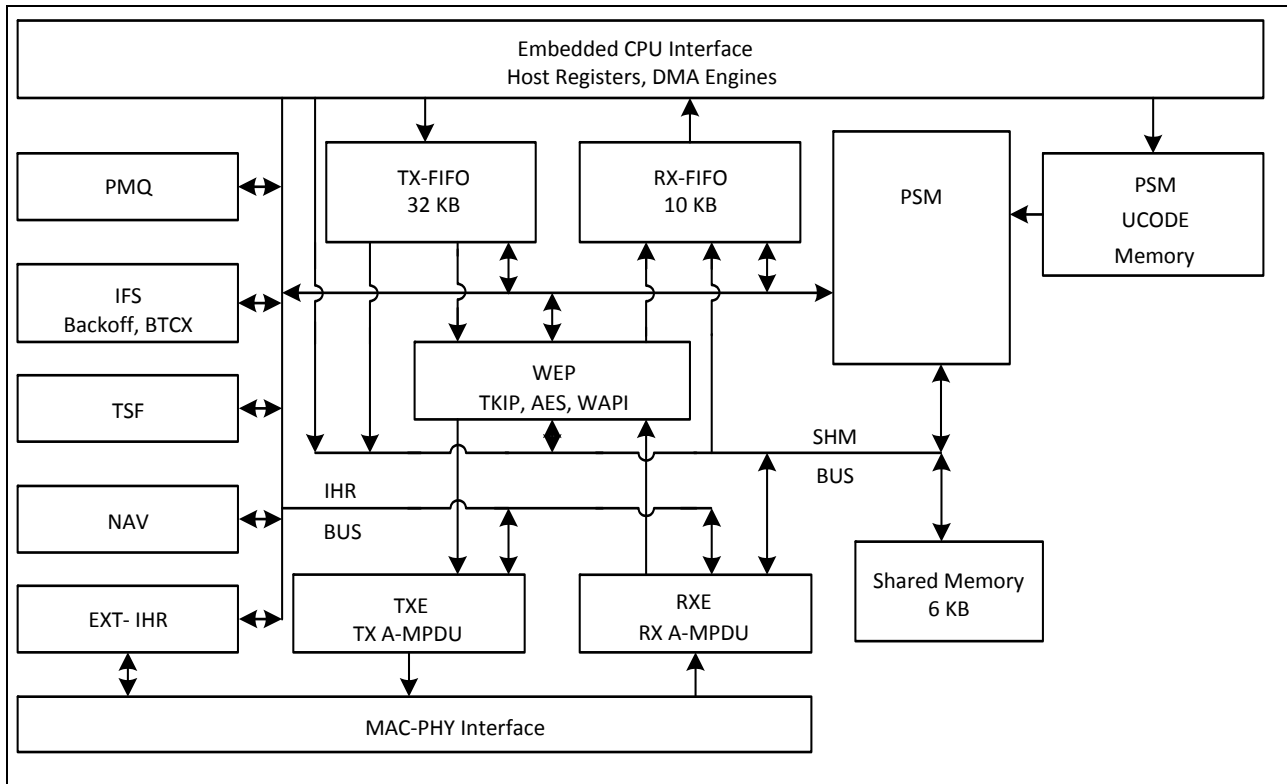 Embedded CPU Interface
Host Registers, DMA Engines
PMQ
TX-FIFO
32 KB
RX-FIFO
10 KB
PSM
PSM
UCODE
Memory
IFS
Backoff, BTCX
WEP
TKIP, AES, WAPI
TSF
SHM
BUS
IHR
BUS
NAV
Shared Memory
6 KB
EXT- IHR
TXE
TX A-MPDU
RXE
RX A-MPDU
MAC-PHY Interface